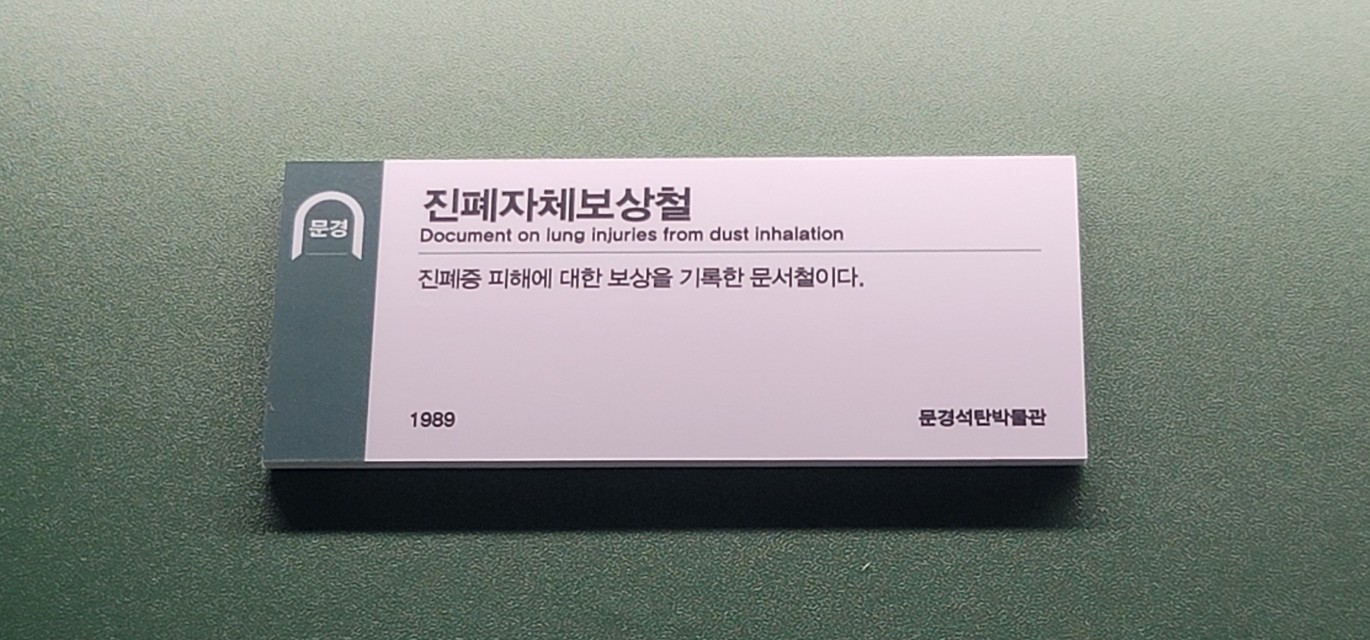 문경
진폐자체보상철
Document on lung injuries from dust inhalation
진폐증 피해에 대한 보상을 기록한 문서철이다.
1989
문경석탄박물관